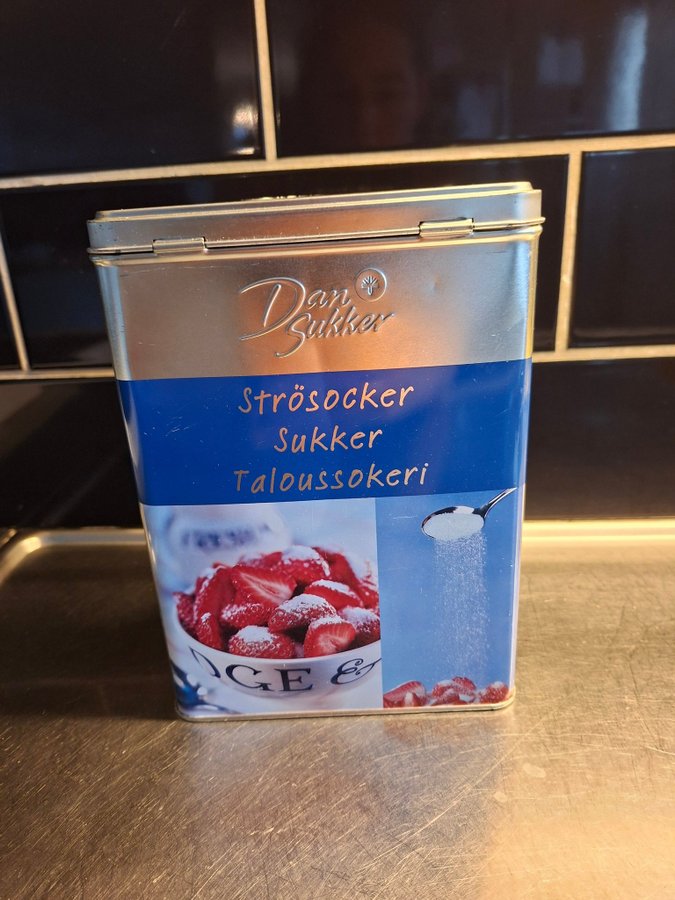 Dan
Sukker
Strösocker
Sukker
Taloussokeri
DGE &